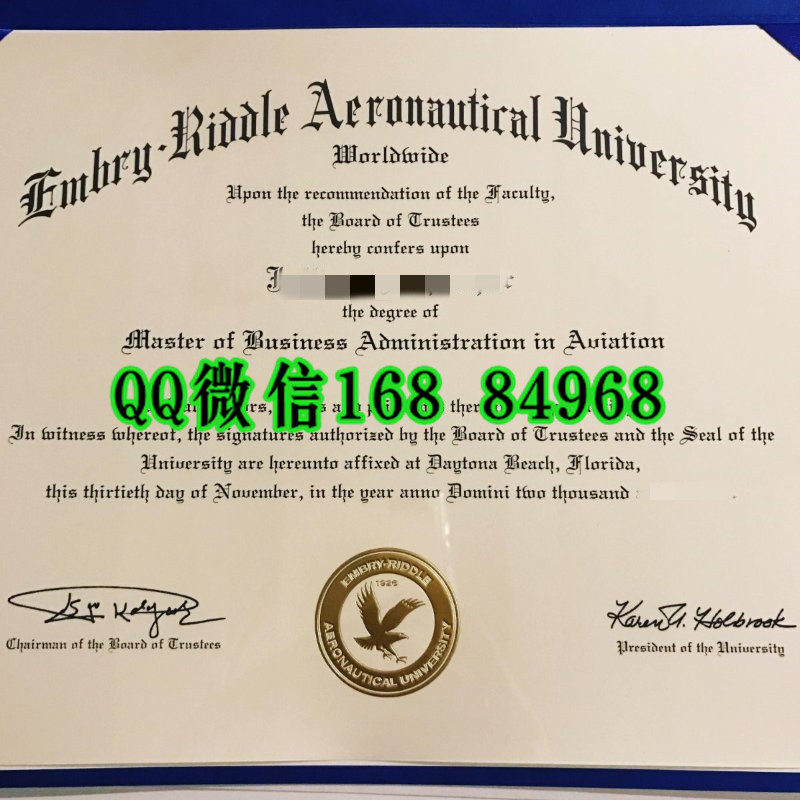 Embry-Riddle Aeronautical University
Worldwide
Upon the recommendation of the Faculty,
the Board of Trustees
hereby confers upon
the degree of
Master of Business Administration in Aviation
QQ微信168 84968
In witness whereof, the signatures authorized by the Board of Trustees and the Seal of the
University are hereunto affixed at Daytona Beach, Florida,
this thirtieth day of November, in the year anno Domini two thousand
EMBRY-RIDDLE
1926
AERONAUTICAL UNIVERSITY
Karen A. Holbrook
Chairman of the Board of Trustees
President of the University